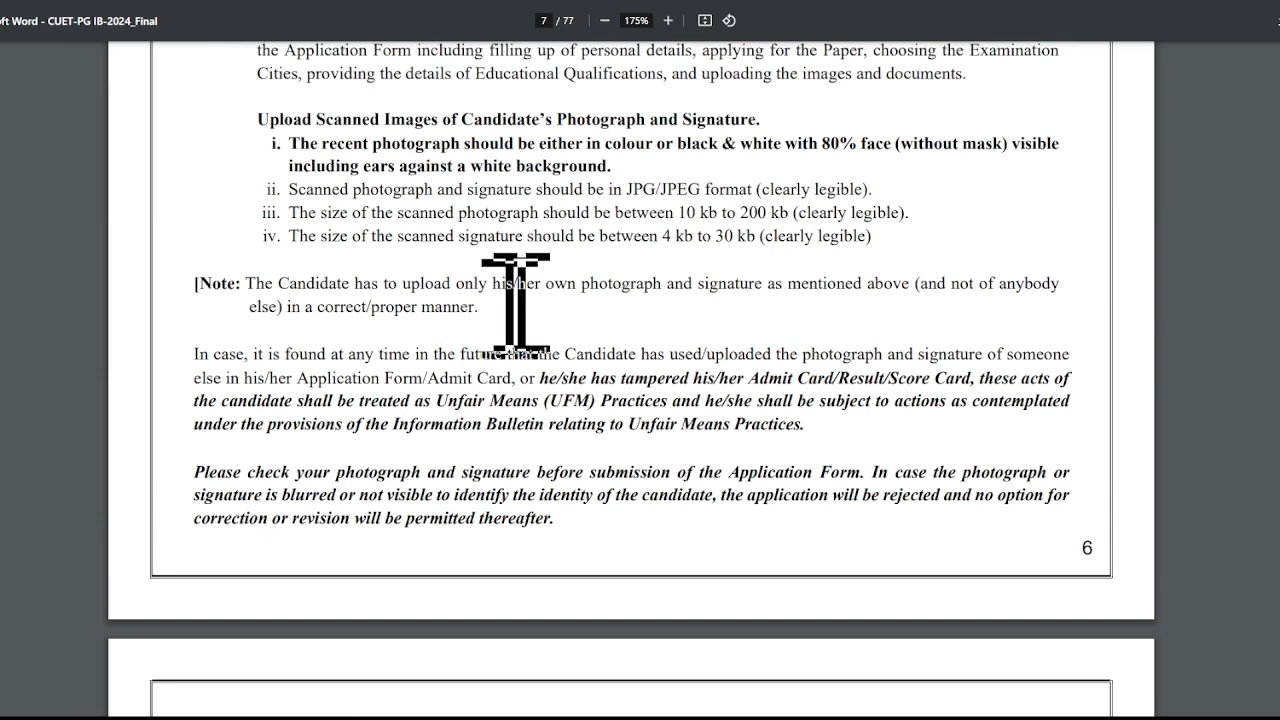 oft Word - CUET-PG IB-2024_Final
7 / 77
175%
the Application Form including filling up of personal details, applying for the Paper, choosing the Examination
Cities, providing the details of Educational Qualifications, and uploading the images and documents.
Upload Scanned Images of Candidate’s Photograph and Signature.
i. The recent photograph should be either in colour or black & white with 80% face (without mask) visible
including ears against a white background.
ii. Scanned photograph and signature should be in JPG/JPEG format (clearly legible).
iii. The size of the scanned photograph should be between 10 kb to 200 kb (clearly legible).
iv. The size of the scanned signature should be between 4 kb to 30 kb (clearly legible)
[Note: The Candidate has to upload only his/her own photograph and signature as mentioned above (and not of anybody
else) in a correct/proper manner.
In case, it is found at any time in the future that the Candidate has used/uploaded the photograph and signature of someone
else in his/her Application Form/Admit Card, or he/she has tampered his/her Admit Card/Result/Score Card, these acts of
the candidate shall be treated as Unfair Means (UFM) Practices and he/she shall be subject to actions as contemplated
under the provisions of the Information Bulletin relating to Unfair Means Practices.
Please check your photograph and signature before submission of the Application Form. In case the photograph or
signature is blurred or not visible to identify the identity of the candidate, the application will be rejected and no option for
correction or revision will be permitted thereafter.
6